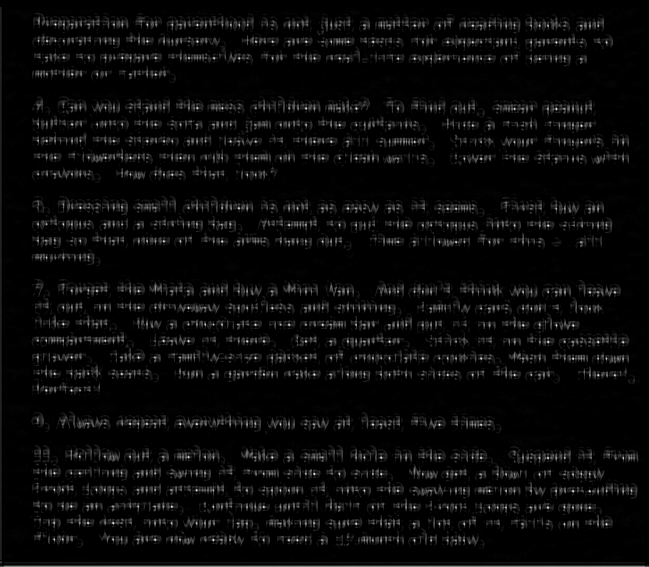 Preparation for parenthood is not just a matter of reading books and
decorating the nursery. Here are some tests for expectant parents to
take to prepare themselves for the real-life experience of being a
mother or father.
4. Can you stand the mess children make? To find out, smear peanut
butter onto the sofa and jam onto the curtains. Hide a fish finger
behind the stereo and leave it there all summer. Stick your fingers in
the flowerbeds then rub them on the clean walls. Cover the stains with
crayons. How does that look?
Dressing small children is not as easy as it seems. First buy an
octopus and a string bag. Attempt to put the octopus into the string
bag so that none of the arms hang out. Time allowed for this - all
morning.
7. Forget the Miata and buy a Mini Van. And don't think you can leave
it out in the driveway spotless and shining. Family cars don't look
like that. Buy a chocolate ice cream bar and put it in the glove
compartment. Leave it there. Get a quarter. Stick it in the cassette
player. Take a family-size packet of chocolate cookies. Mash them down
the back seats. Run a garden rake along both sides of the car. There!,
Perfect!
9. Always repeat everything you say at least five times.
11. Hollow out a melon. Make a small hole in the side. Suspend it from
the ceiling and swing it from side to side. Now get a bowl of soggy
Froot Loops and attempt to spoon it into the swaying melon by pretending
to be an airplane. Continue until half the Froot Loops are gone.
Tip the rest into your lap, making sure that a lot of it falls on the
floor. You are now ready to feed a 12-month old baby.